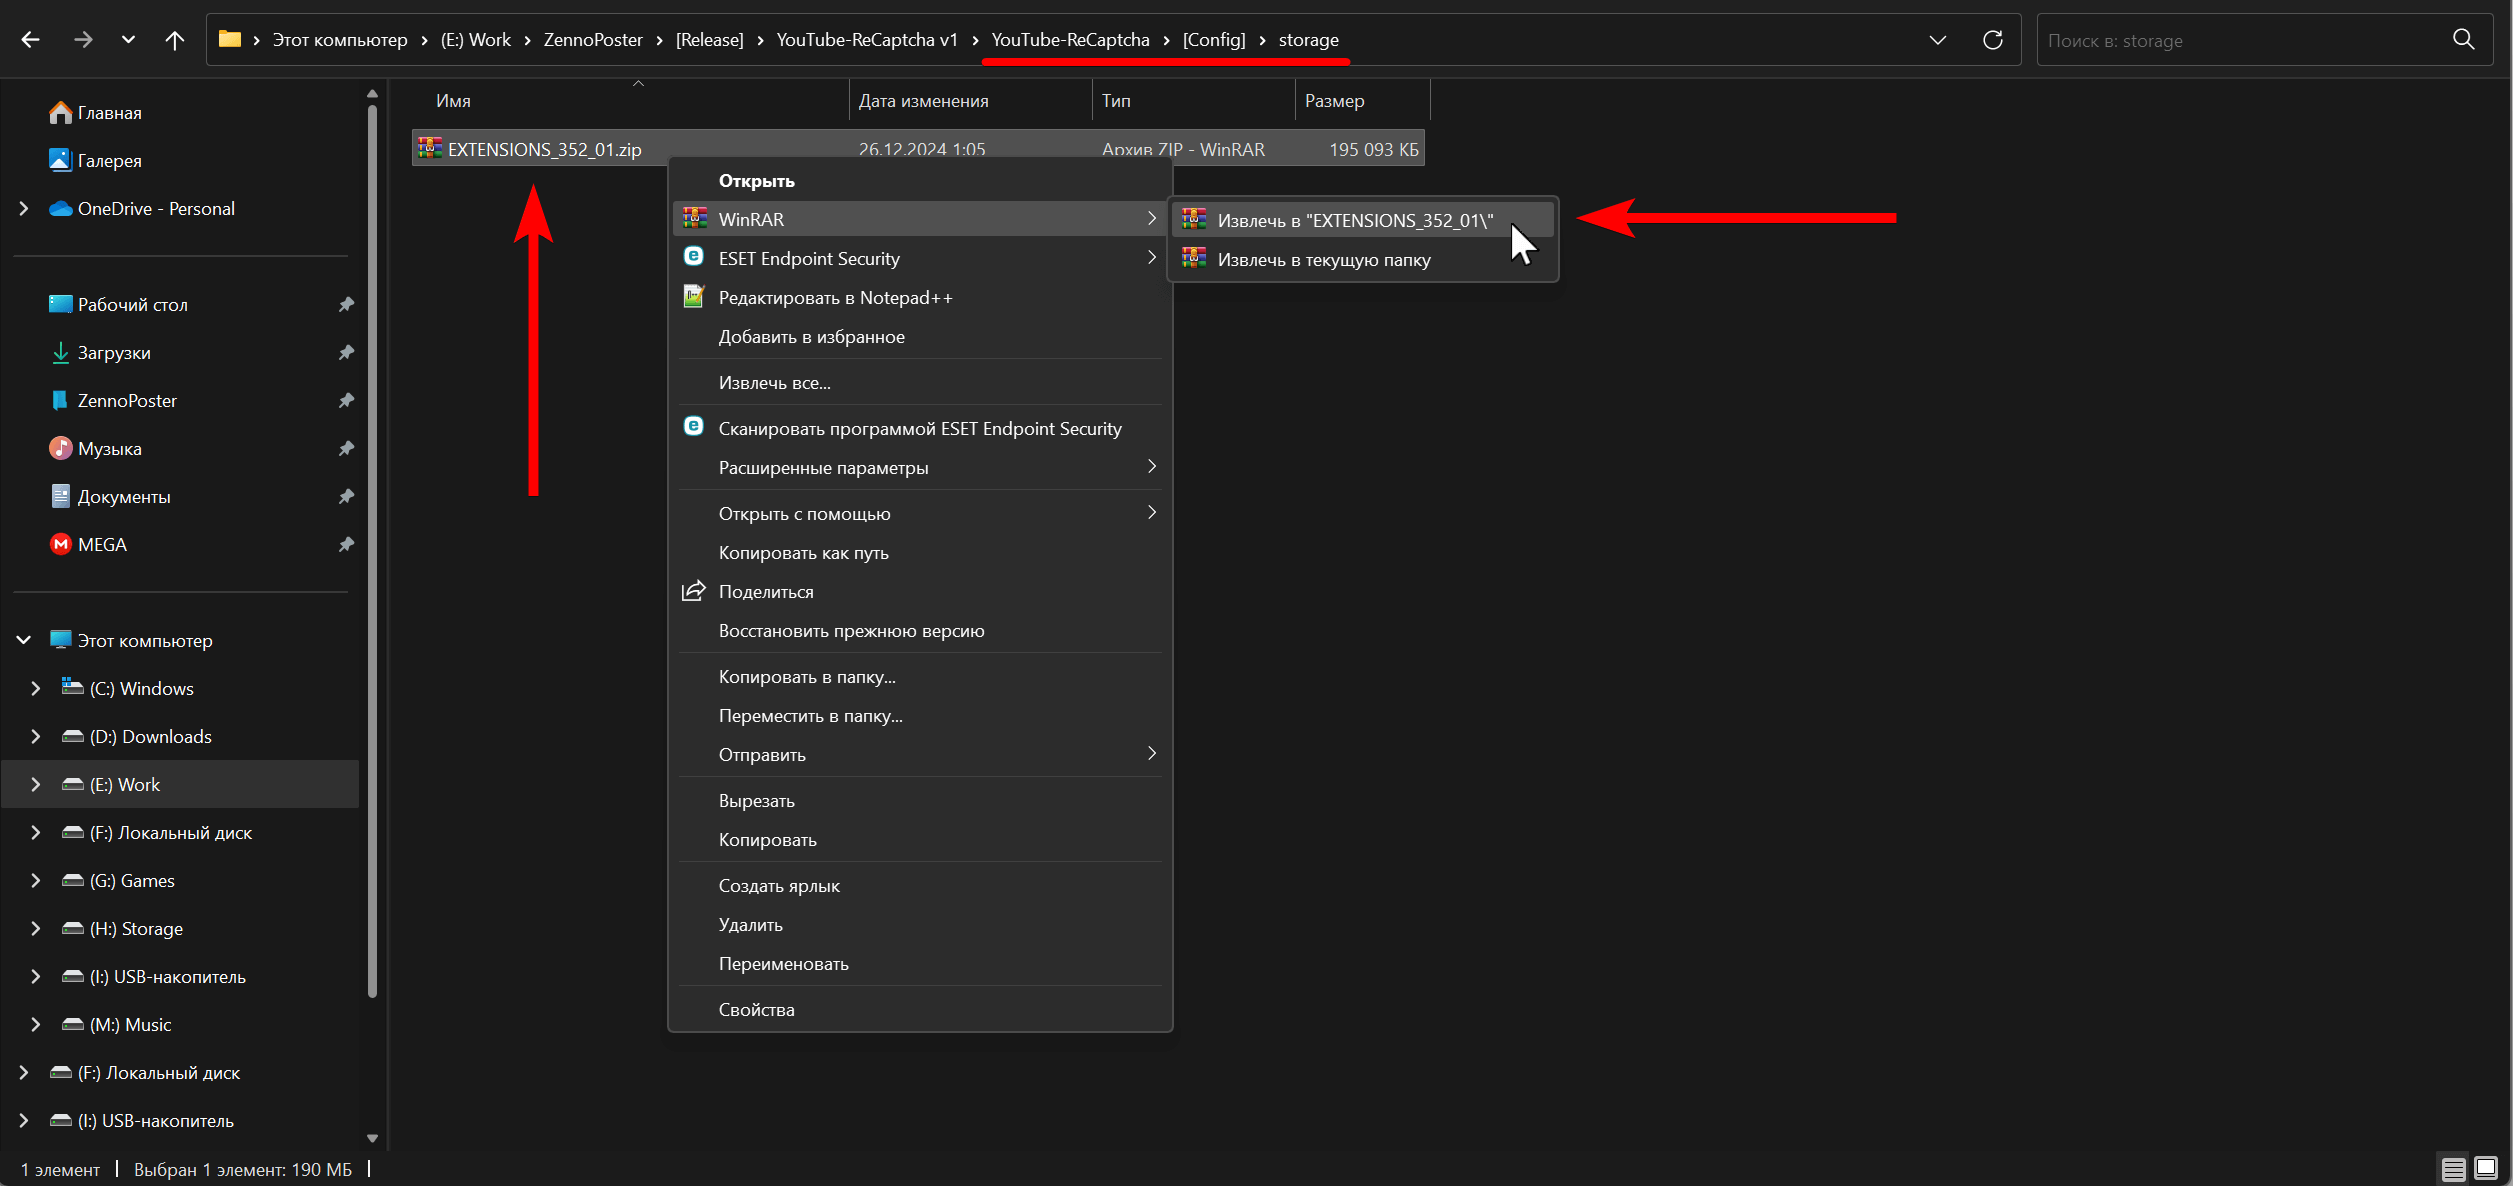 Этот компьютер > (E:) Work > ZennoPoster > [Release] > YouTube-ReCaptcha v1 > YouTube-ReCaptcha > [Config] > storage
Поиск в: storage
Главная
Галерея
OneDrive - Personal
Рабочий стол
Загрузки
ZennoPoster
Музыка
Документы
MEGA
Этот компьютер
(C:) Windows
(D:) Downloads
(E:) Work
(F:) Локальный диск
(G:) Games
(H:) Storage
(I:) USB-накопитель
(M:) Music
(F:) Локальный диск
(I:) USB-накопитель
Имя Дата изменения Тип Размер
EXTENSIONS_352_01.zip 26.12.2024 1:05 Архив ZIP - WinRAR 195 093 КБ
Открыть
WinRAR
ESET Endpoint Security
Редактировать в Notepad++
Добавить в избранное
Извлечь все...
Сканировать программой ESET Endpoint Security
Расширенные параметры
Открыть с помощью
Копировать как путь
Поделиться
Восстановить прежнюю версию
Копировать в папку...
Переместить в папку...
Отправить
Вырезать
Копировать
Создать ярлык
Удалить
Переименовать
Свойства
Извлечь в "EXTENSIONS_352_01\"
Извлечь в текущую папку
1 элемент | Выбран 1 элемент: 190 МБ |